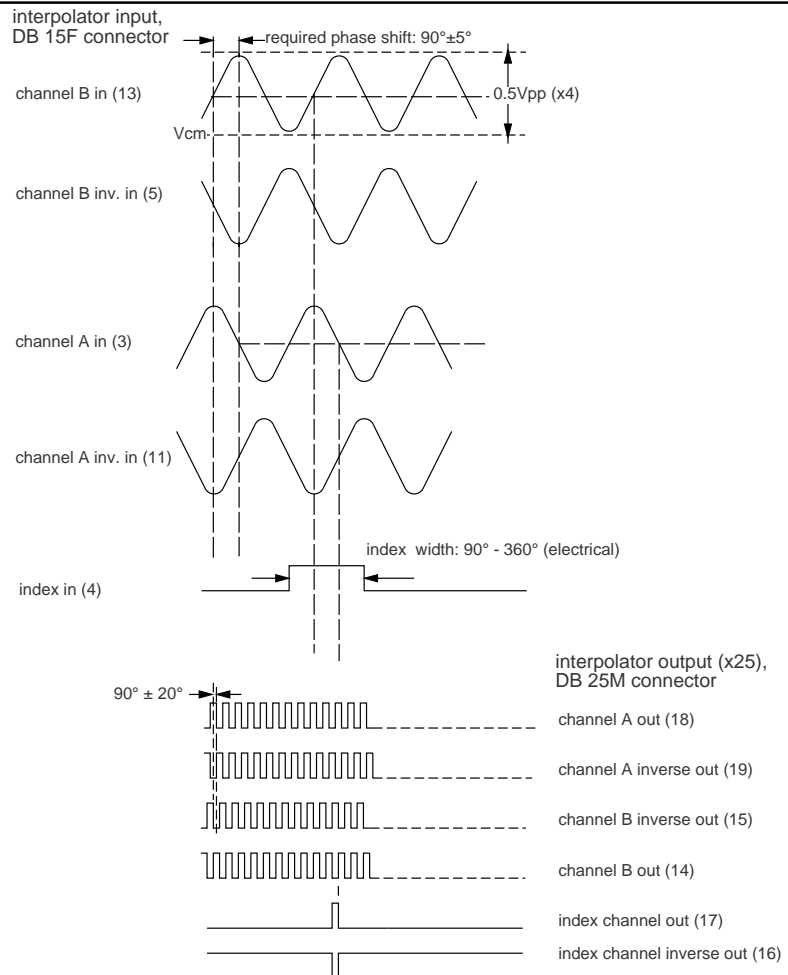 interpolator input,
DB 15F connector
required phase shift: 90°±5°
channel B in (13)
0.5Vpp (x4)
Vcm
channel B inv. in (5)
channel A in (3)
channel A inv. in (11)
index width: 90° - 360° (electrical)
index in (4)
interpolator output (x25),
DB 25M connector
90° ± 20°
channel A out (18)
channel A inverse out (19)
channel B inverse out (15)
channel B out (14)
index channel out (17)
index channel inverse out (16)